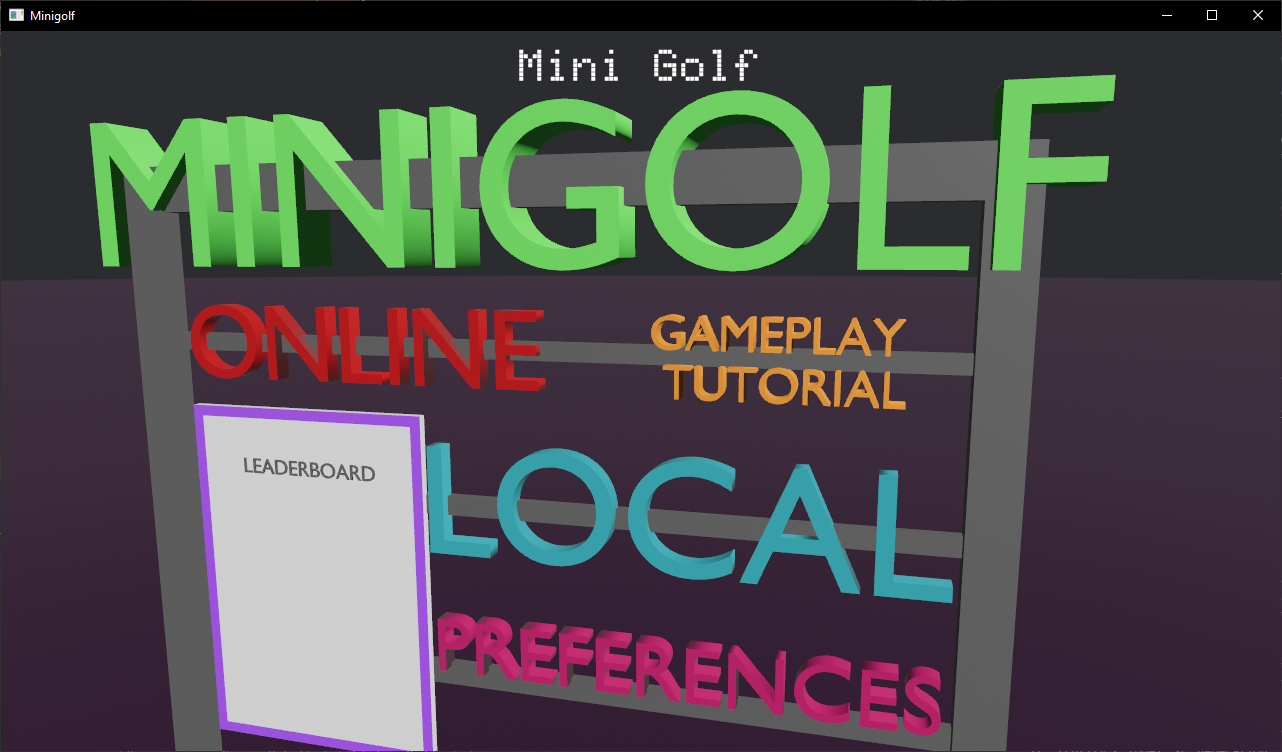 Minigolf
Mini Golf
MINIGOLF
ONLINE
GAMEPLAY
TUTORIAL
LEADERBOARD
LOCAL
PREFERENCES